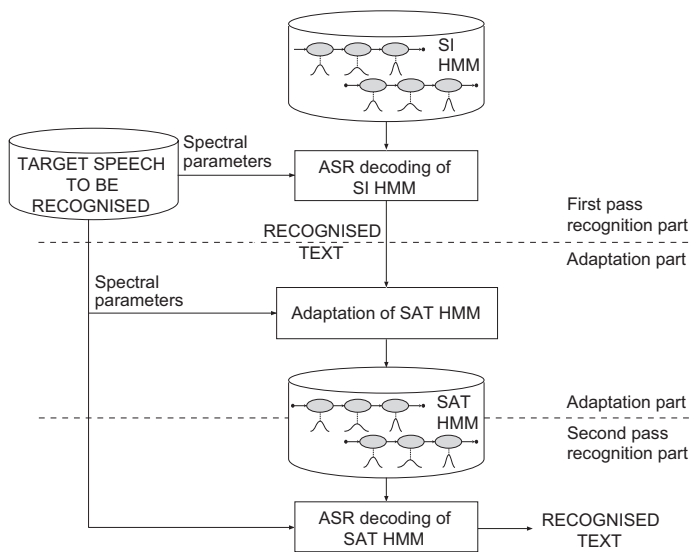 SI
HMM
Spectral
parameters
TARGET SPEECH
TO BE
RECOGNISED
ASR decoding of
SI HMM
First pass
recognition part
RECOGNISED
TEXT
Adaptation part
Spectral
parameters
Adaptation of SAT HMM
SAT
HMM
Adaptation part
Second pass
recognition part
ASR decoding of
SAT HMM
RECOGNISED
TEXT